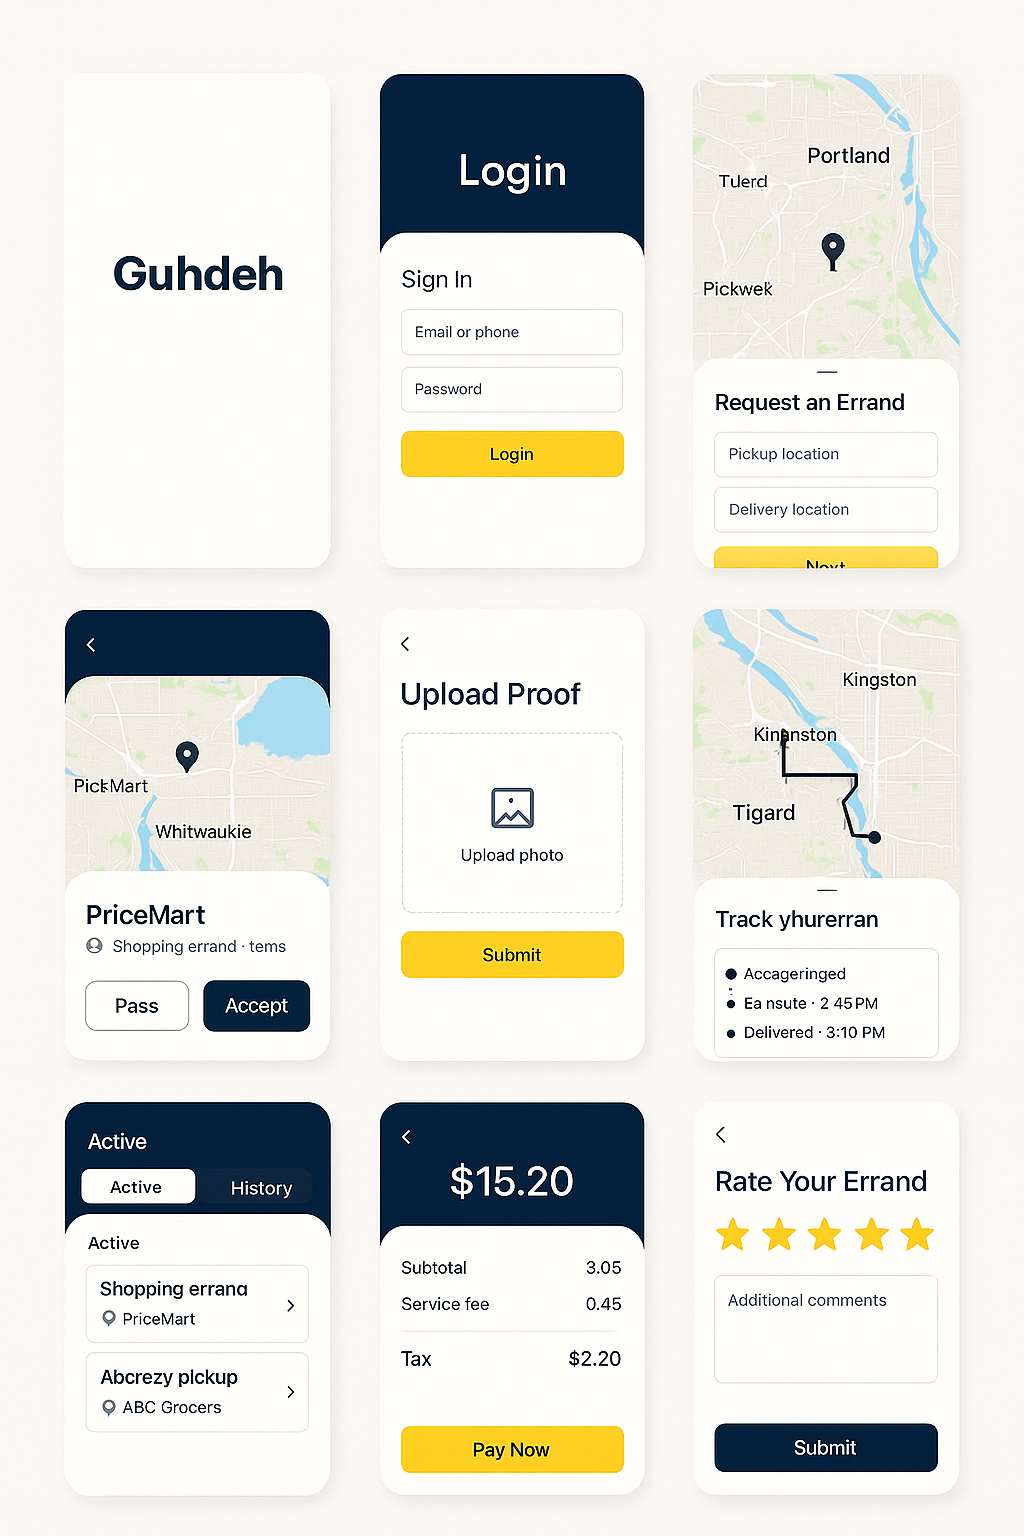 Guhdeh
Login
Sign In
Email or phone
Password
Login
Portland
Tuerd
Pickwek
Request an Errand
Pickup location
Delivery location
Next
PickMart
Whitwaukie
PriceMart
Shopping errand · tems
Pass
Accept
Upload Proof
Upload photo
Submit
Kingston
Kinnnston
Tigard
Track yhurerran
Accageringed
Ea nsute · 2 45 PM
Delivered · 3:10 PM
Active
Active
History
Active
Shopping errana
PriceMart
Abcrezy plckup
ABC Grocers
$15.20
Subtotal 3.05
Service fee 0.45
Tax $2.20
Pay Now
Rate Your Errand
Additional comments
Submit